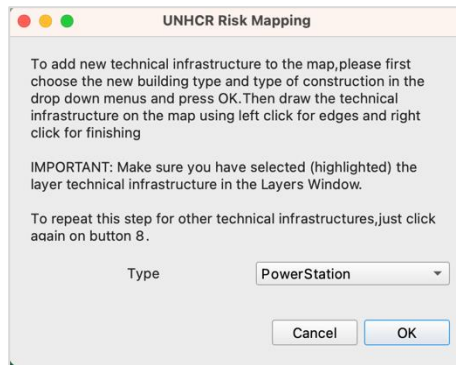 UNHCR Risk Mapping
To add new technical infrastructure to the map,please first
choose the new building type and type of construction in the
drop down menus and press OK.Then draw the technical
infrastructure on the map using left click for edges and right
click for finishing
IMPORTANT: Make sure you have selected (highlighted) the
layer technical infrastructure in the Layers Window.
To repeat this step for other technical infrastructures,just click
again on button 8.
Type PowerStation
Cancel OK